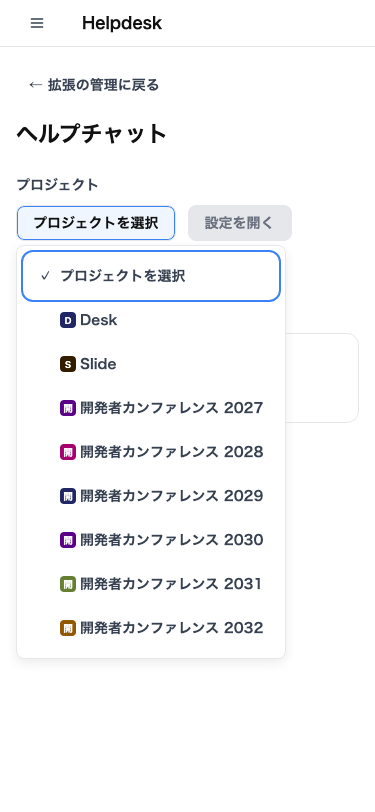 Helpdesk
← 拡張の管理に戻る
ヘルプチャット
プロジェクト
プロジェクトを選択 設定を開く
✓ プロジェクトを選択
D Desk
S Slide
開 開発者カンファレンス 2027
開 開発者カンファレンス 2028
開 開発者カンファレンス 2029
開 開発者カンファレンス 2030
開 開発者カンファレンス 2031
開 開発者カンファレンス 2032